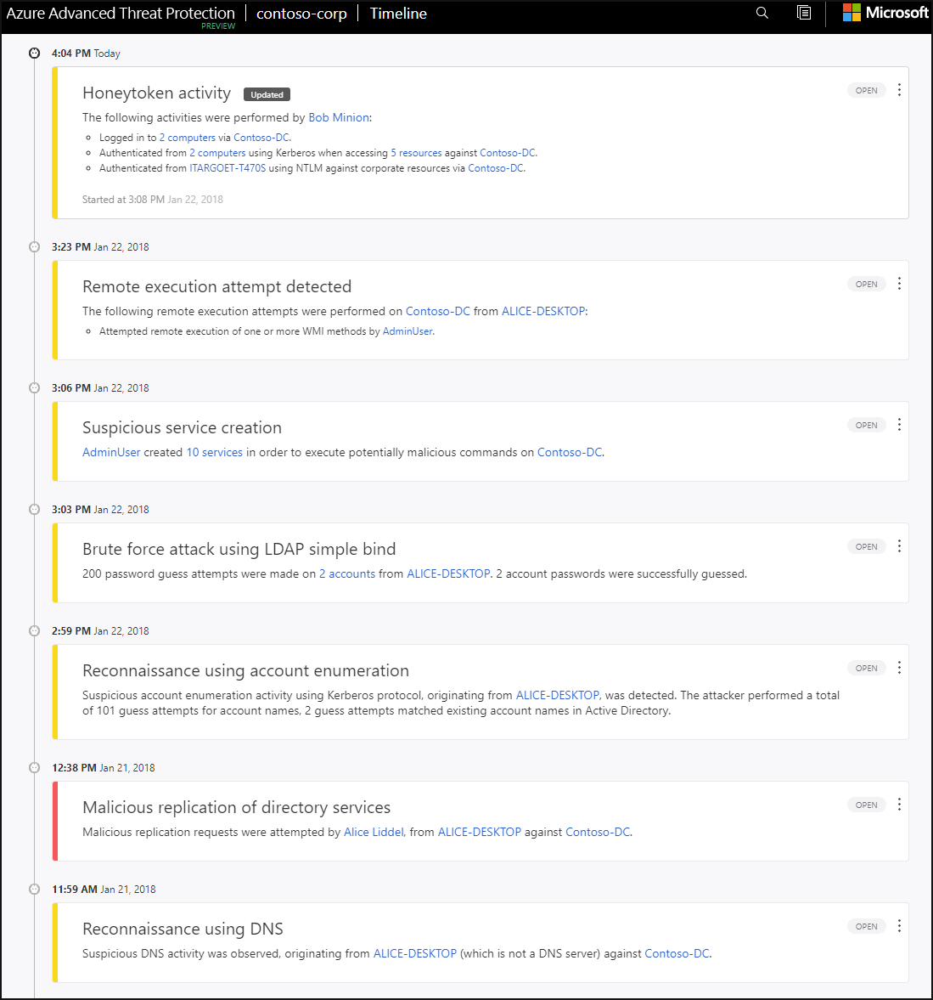 Azure Advanced Threat Protection
PREVIEW
contoso-corp
Timeline
Microsoft
4:04 PM Today
Honeytoken activity Updated
OPEN
The following activities were performed by Bob Minion:
Logged in to 2 computers via Contoso-DC.
Authenticated from 2 computers using Kerberos when accessing 5 resources against Contoso-DC.
Authenticated from ITARGOET-T470S using NTLM against corporate resources via Contoso-DC.
Started at 3:08 PM Jan 22, 2018
3:23 PM Jan 22, 2018
Remote execution attempt detected
OPEN
The following remote execution attempts were performed on Contoso-DC from ALICE-DESKTOP:
Attempted remote execution of one or more WMI methods by AdminUser.
3:06 PM Jan 22, 2018
Suspicious service creation
OPEN
AdminUser created 10 services in order to execute potentially malicious commands on Contoso-DC.
3:03 PM Jan 22, 2018
Brute force attack using LDAP simple bind
OPEN
200 password guess attempts were made on 2 accounts from ALICE-DESKTOP. 2 account passwords were successfully guessed.
2:59 PM Jan 22, 2018
Reconnaissance using account enumeration
OPEN
Suspicious account enumeration activity using Kerberos protocol, originating from ALICE-DESKTOP, was detected. The attacker performed a total
of 101 guess attempts for account names, 2 guess attempts matched existing account names in Active Directory.
12:38 PM Jan 21, 2018
Malicious replication of directory services
OPEN
Malicious replication requests were attempted by Alice Liddel, from ALICE-DESKTOP against Contoso-DC.
11:59 AM Jan 21, 2018
Reconnaissance using DNS
OPEN
Suspicious DNS activity was observed, originating from ALICE-DESKTOP (which is not a DNS server) against Contoso-DC.